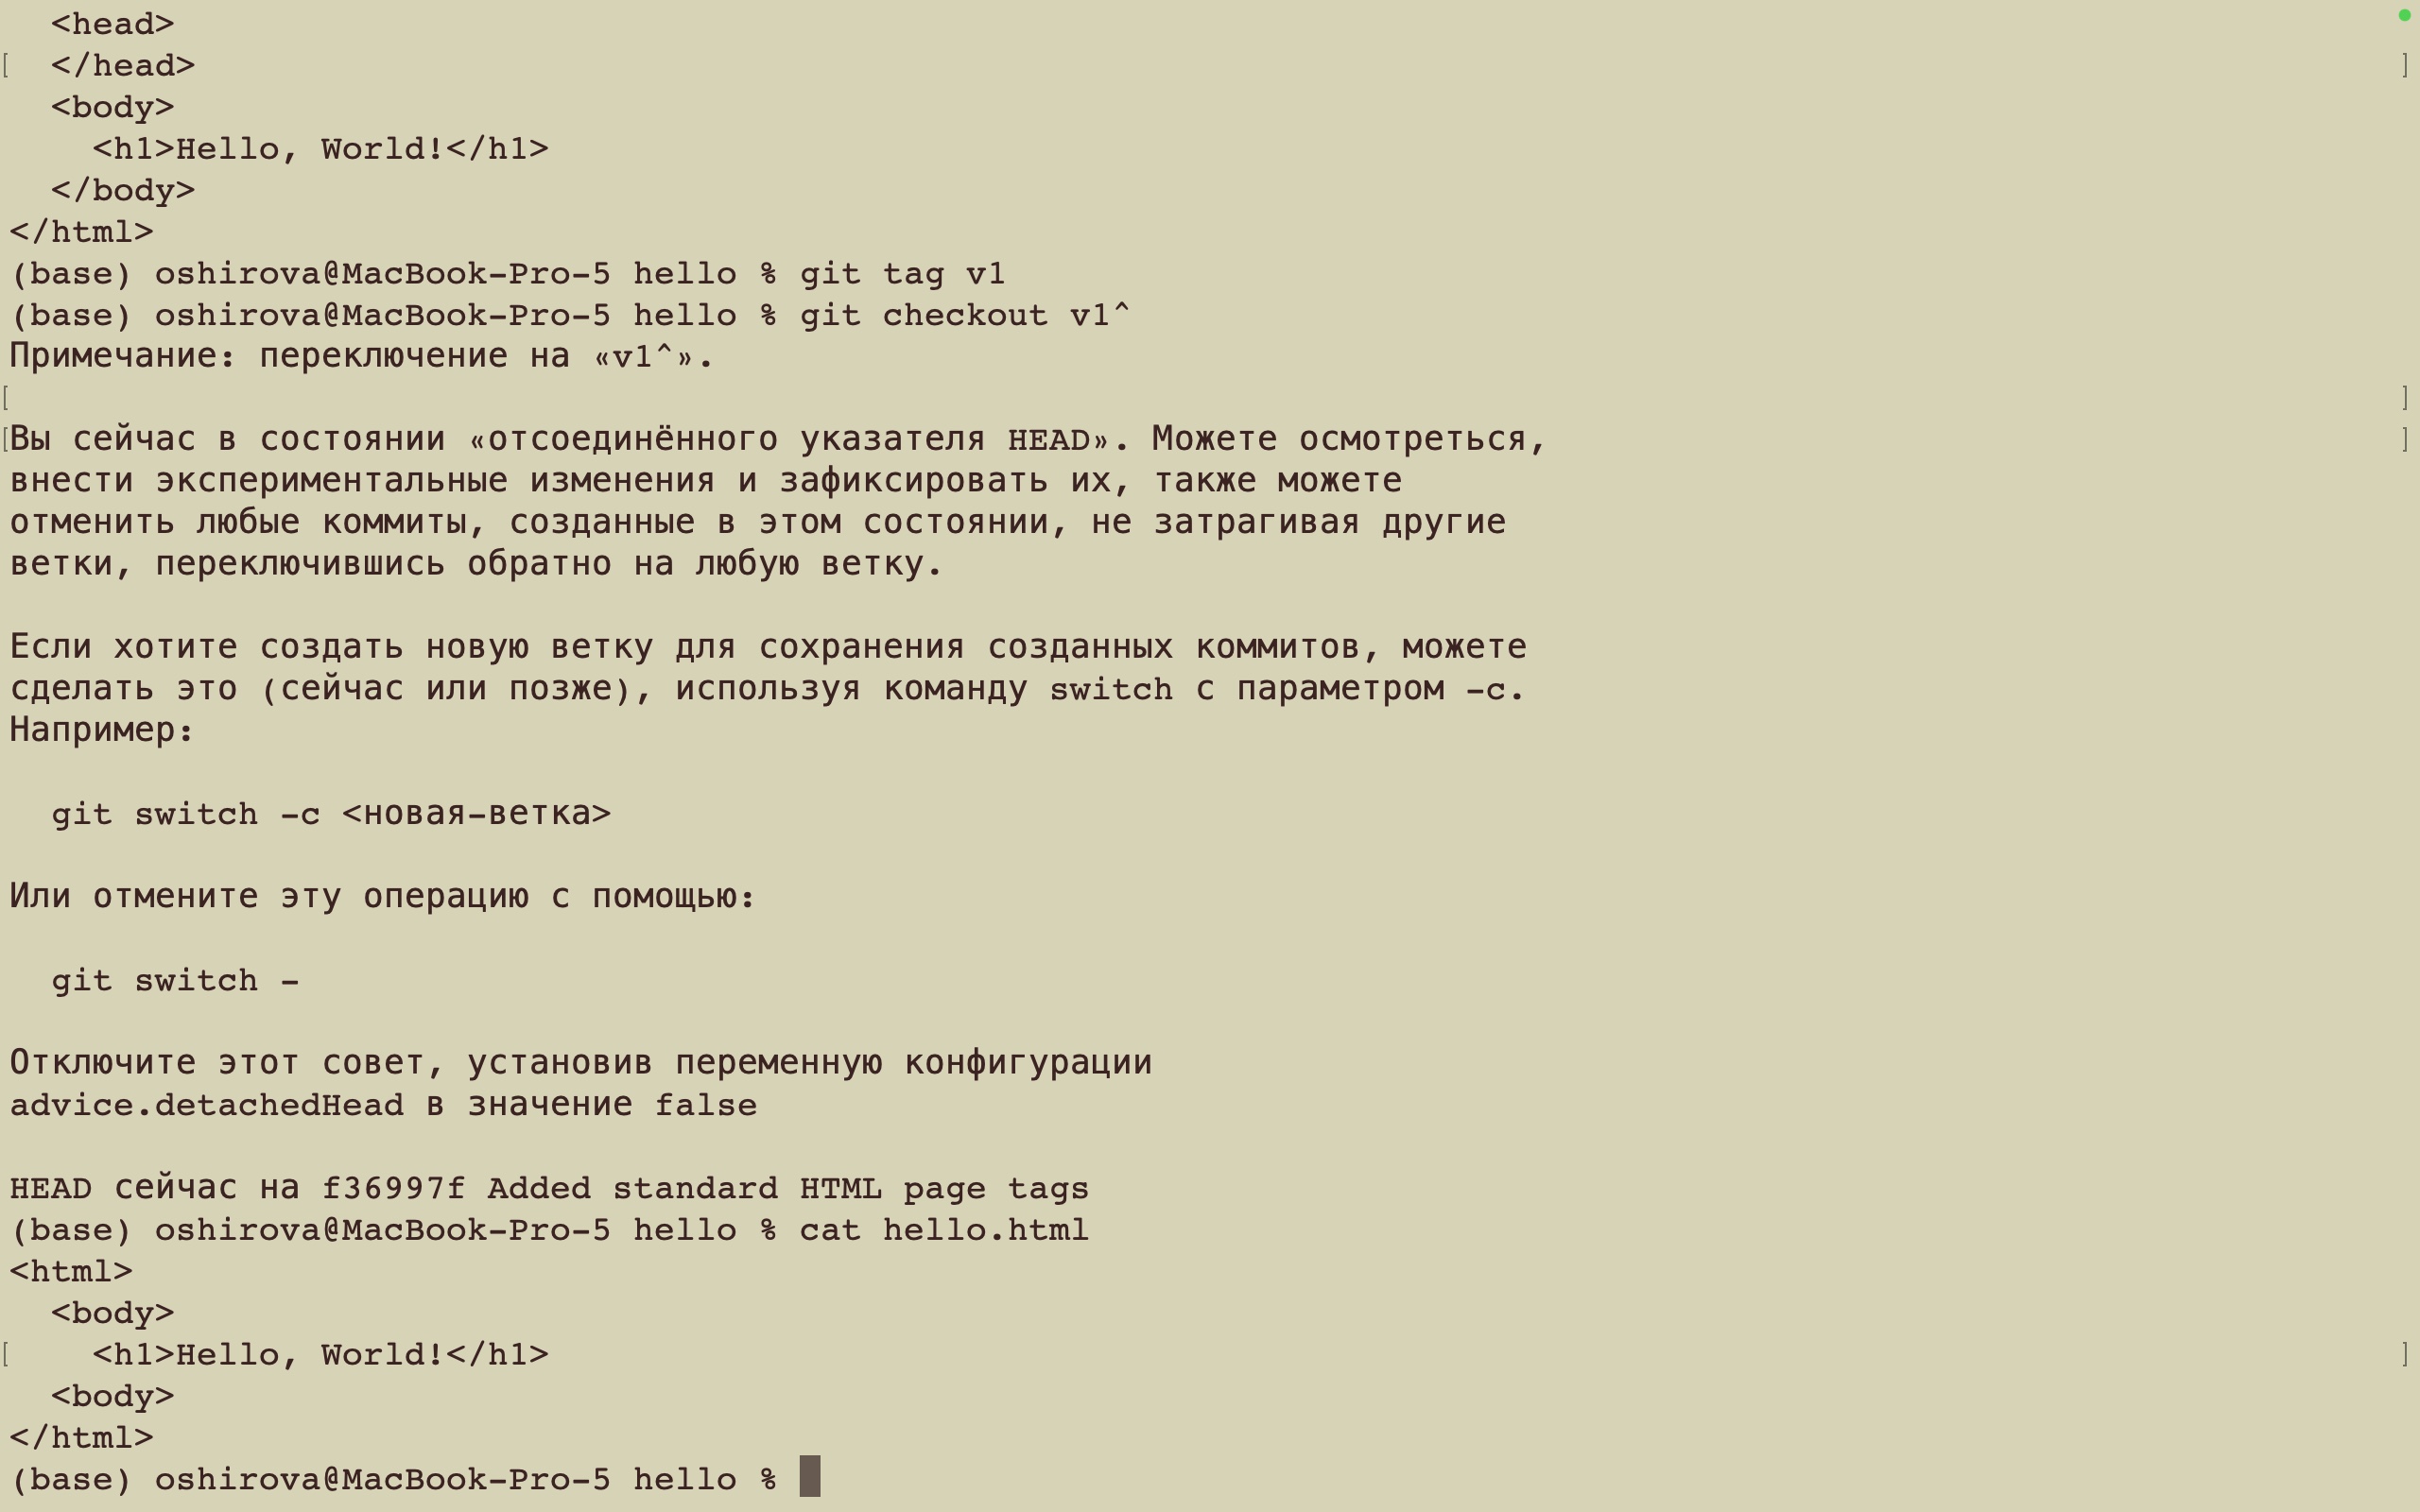 <head>
[  </head> ]
  <body>
    <h1>Hello, World!</h1>
  </body>
</html>
(base) oshirova@MacBook-Pro-5 hello % git tag v1
(base) oshirova@MacBook-Pro-5 hello % git checkout v1^
Примечание: переключение на «v1^».
[ ]
[Вы сейчас в состоянии «отсоединённого указателя HEAD». Можете осмотреться, ]
внести экспериментальные изменения и зафиксировать их, также можете
отменить любые коммиты, созданные в этом состоянии, не затрагивая другие
ветки, переключившись обратно на любую ветку.

Если хотите создать новую ветку для сохранения созданных коммитов, можете
сделать это (сейчас или позже), используя команду switch с параметром -c.
Например:

  git switch -c <новая-ветка>

Или отмените эту операцию с помощью:

  git switch -

Отключите этот совет, установив переменную конфигурации
advice.detachedHead в значение false

HEAD сейчас на f36997f Added standard HTML page tags
(base) oshirova@MacBook-Pro-5 hello % cat hello.html
<html>
  <body>
[    <h1>Hello, World!</h1> ]
  <body>
</html>
(base) oshirova@MacBook-Pro-5 hello %